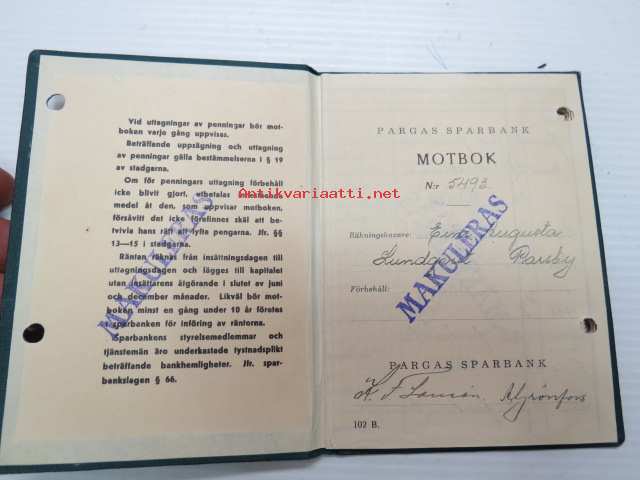 Vid uttagningar av penningar bör mot-
boken varje gång uppvisas.
Beträffande uppsägning och uttagning
av penningar gälla bestämmelserna i § 19
av stadgarna.
Om för penningars uttagning förbehåll
icke blivit gjort, utbetalas
medel åt den, som uppvisar motboken,
försåvitt det icke förefinnes skäl att be-
tvivla hans rätt att lyfta pengarna. Jfr §§
13—15 i stadgarna.
Räntan räknas från insättningsdagen till
uttagningsdagen och lägges till kapitalet
utan insättares åtgörande i slutet av juni
och december månader. Likväl bör mot-
boken minst en gång under 10 år företes
i sparbanken för införing av räntorna.
Sparbankens styrelsemedlemmar och
tjänstemän äro underkastade tystnadsplikt
beträffande bankhemligheter. Jfr. spar-
bankslagen § 66.
MAKULERAS
PARGAS SPARBANK
MOTBOK
N:r 5493
Räkningshavare: Augusta
Lundqvist
Förbehåll:
MAKULERAS
PARGAS SPARBANK
K. F.
102 B.
Antikvariaatti.net